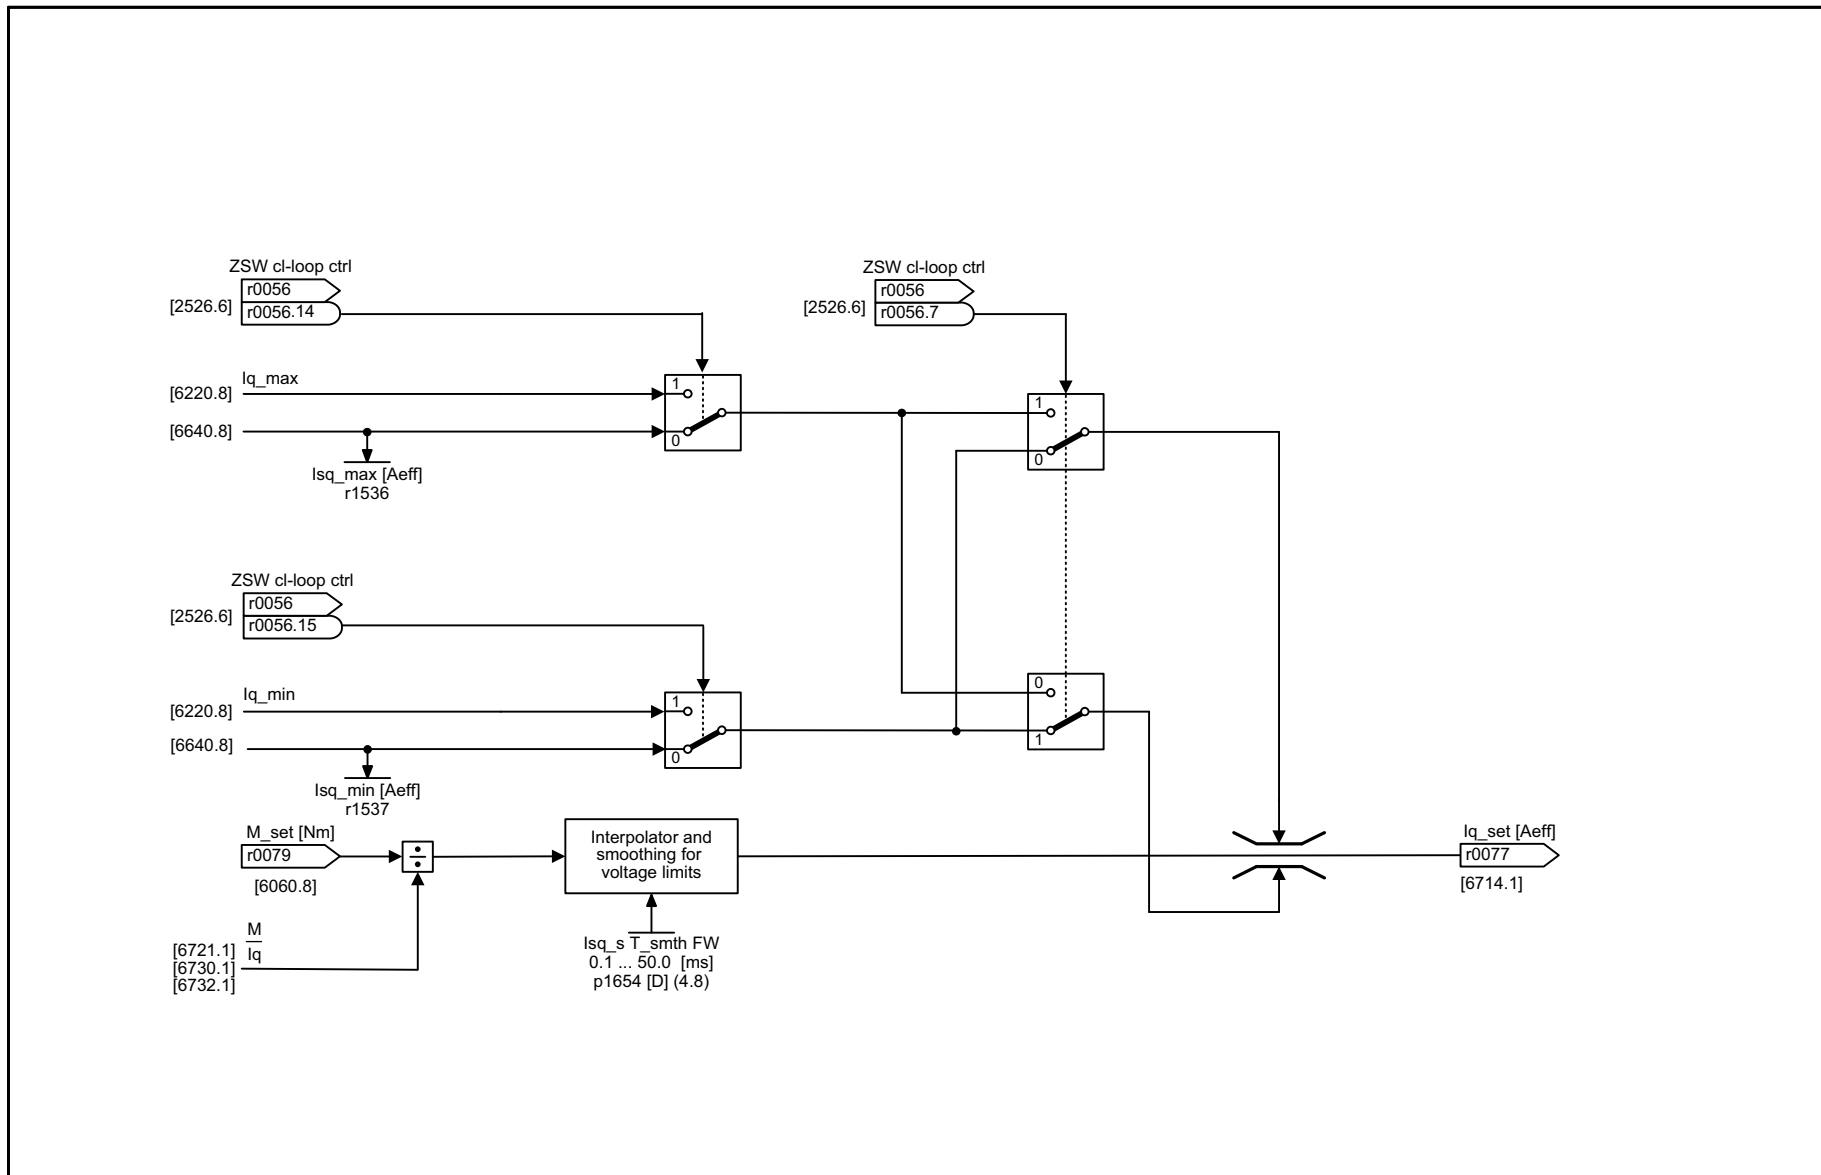 ZSW cl-loop ctrl
r0056
[2526.6]
r0056.14
ZSW cl-loop ctrl
r0056
[2526.6]
r0056.7
Iq_max
[6220.8]
1
[6640.8]
0
Isq_max [Aeff]
r1536
1
0
ZSW cl-loop ctrl
r0056
[2526.6]
r0056.15
Iq_min
[6220.8]
1
[6640.8]
0
Isq_min [Aeff]
r1537
0
1
M_set [Nm]
r0079
[6060.8]
÷
Interpolator and
smoothing for
voltage limits
Iq_set [Aeff]
r0077
[6714.1]
M
Iq
[6721.1]
[6730.1]
[6732.1]
Isq_s T_smth FW
0.1 ... 50.0 [ms]
p1654 [D] (4.8)